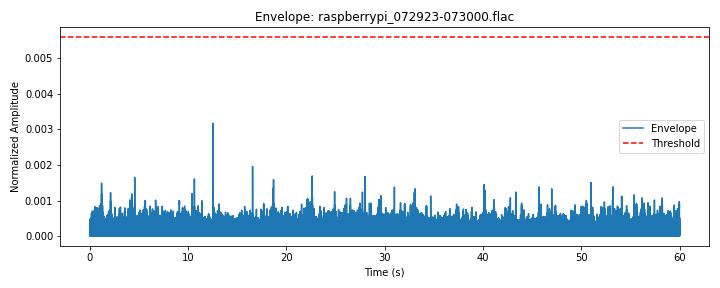 Envelope: raspberrypi_072923-073000.flac
Normalized Amplitude
0.005
0.004
0.003
0.002
0.001
0.000
Envelope
Threshold
0 10 20 30 40 50 60
Time (s)